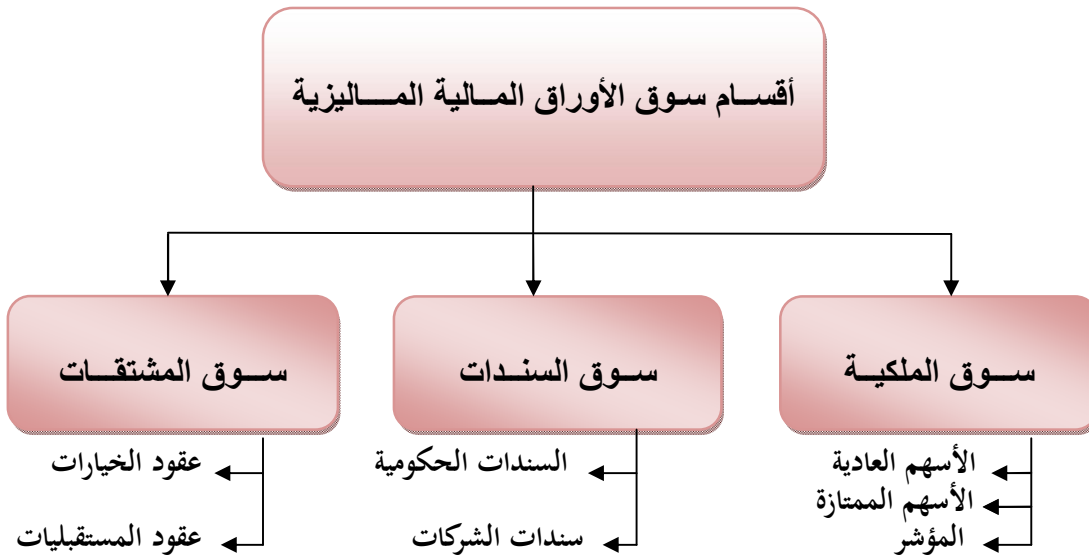 أقسام سوق الأوراق المالية الماليزية
سوق الملكية
سوق السندات
سوق المشتقات
الأسهم العادية
الأسهم الممتازة
المؤشر
السندات الحكومية
سندات الشركات
عقود الخيارات
عقود المستقبليات